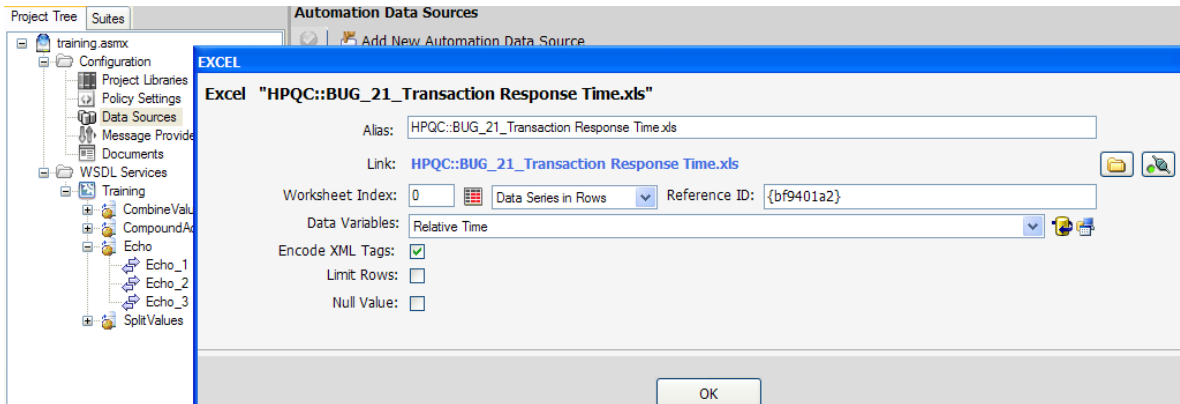 Project Tree
Suites
training.asmx
Configuration
Project Libraries
Policy Settings
Data Sources
Message Provide
Documents
WSDL Services
Training
CombineValu
CompoundAd
Echo
Echo_1
Echo_2
Echo_3
SplitValues
Automation Data Sources
Add New Automation Data Source
EXCEL
Excel "HPQC::BUG_21_Transaction Response Time.xls"
Alias: HPQC::BUG_21_Transaction Response Time.xls
Link: HPQC::BUG_21_Transaction Response Time.xls
Worksheet Index: 0 Data Series in Rows Reference ID: {bf9401a2}
Data Variables: Relative Time
Encode XML Tags:
Limit Rows:
Null Value:
OK